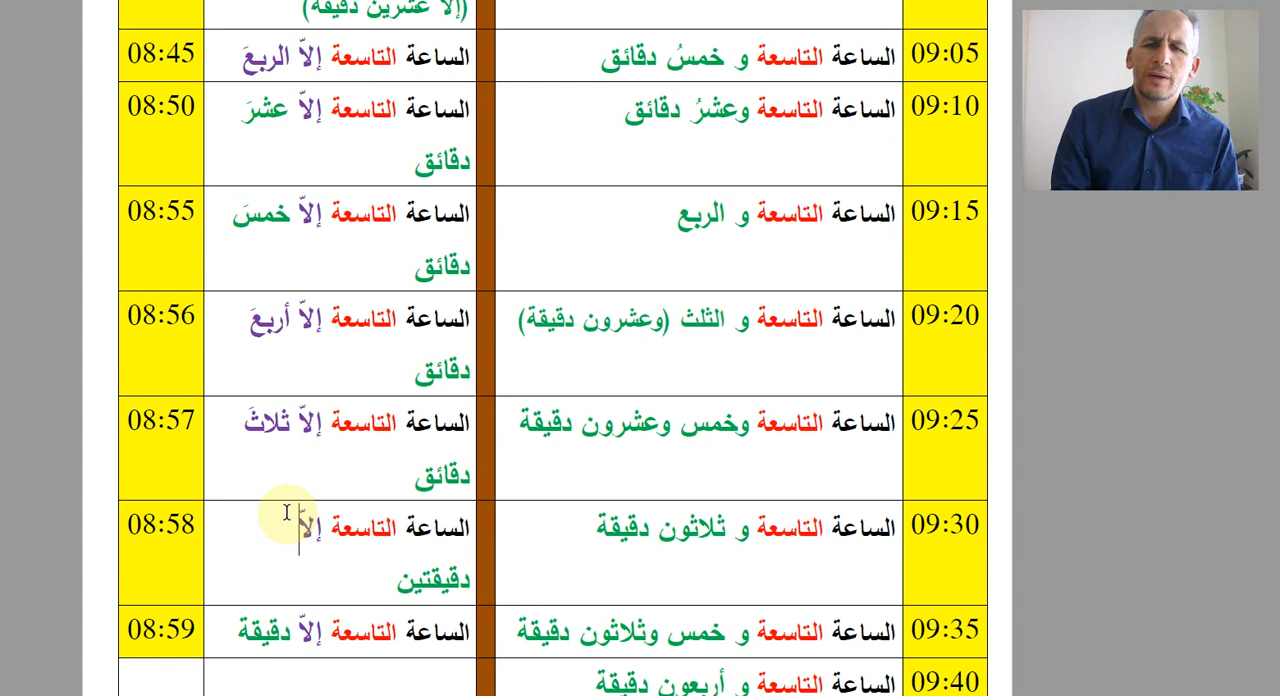 (إلا عشرين دقيقة)
09:05
الساعة التاسعة و خمسُ دقائق
الساعة التاسعة إلاّ الربعَ
08:45
09:10
الساعة التاسعة وعشرُ دقائق
الساعة التاسعة إلاّ عشرَ
دقائق
08:50
09:15
الساعة التاسعة و الربع
الساعة التاسعة إلاّ خمسَ
دقائق
08:55
09:20
الساعة التاسعة و الثلث (وعشرون دقيقة)
الساعة التاسعة إلاّ أربعَ
دقائق
08:56
09:25
الساعة التاسعة وخمس وعشرون دقيقة
الساعة التاسعة إلاّ ثلاثَ
دقائق
08:57
09:30
الساعة التاسعة و ثلاثون دقيقة
الساعة التاسعة إلاّ
دقيقتين
08:58
09:35
الساعة التاسعة و خمس وثلاثون دقيقة
الساعة التاسعة إلاّ دقيقة
08:59
09:40
الساعة التاسعة و أربعون دقيقة